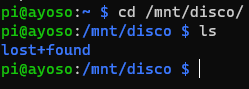 pi@ayoso:~ $ cd /mnt/disco/
pi@ayoso:/mnt/disco $ ls
lost+found
pi@ayoso:/mnt/disco $